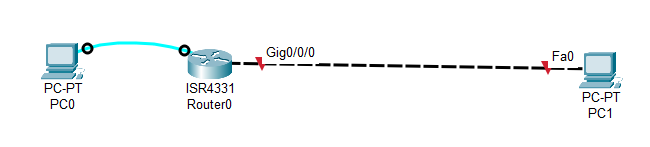 Gig0/0/0
Fa0
PC-PT
PC0
ISR4331
Router0
PC-PT
PC1